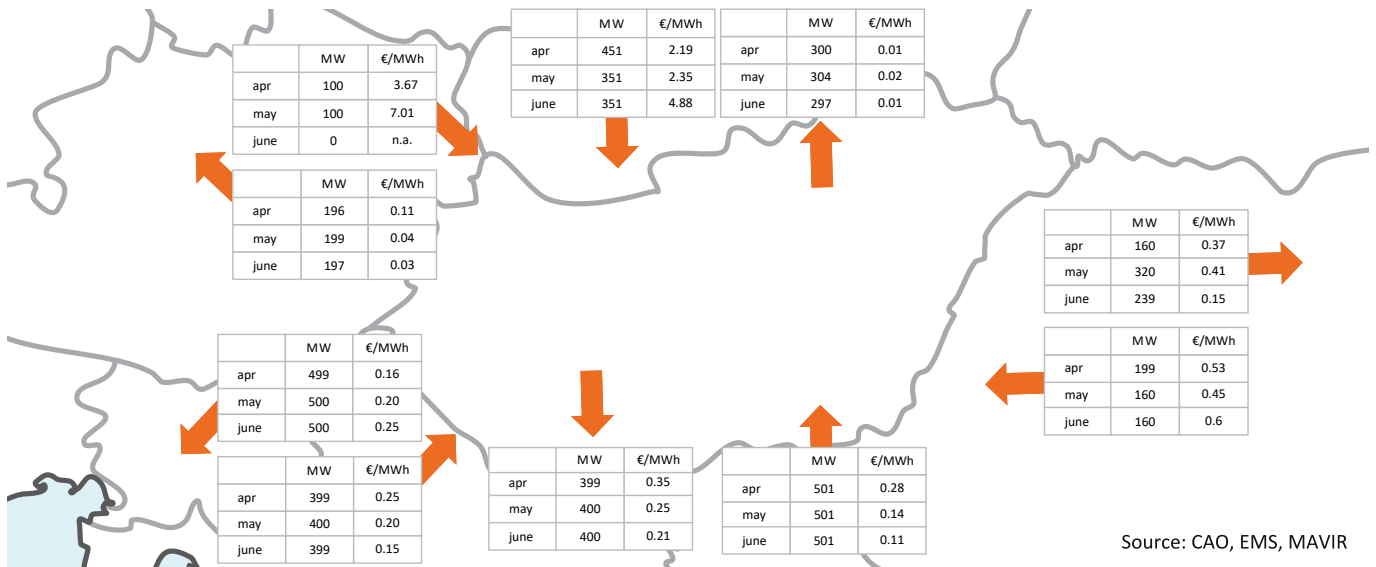 MW €/MWh
apr 100 3.67
may 100 7.01
june 0 n.a.
MW €/MWh
apr 451 2.19
may 351 2.35
june 351 4.88
MW €/MWh
apr 300 0.01
may 304 0.02
june 297 0.01
MW €/MWh
apr 196 0.11
may 199 0.04
june 197 0.03
MW €/MWh
apr 160 0.37
may 320 0.41
june 239 0.15
MW €/MWh
apr 199 0.53
may 160 0.45
june 160 0.6
MW €/MWh
apr 499 0.16
may 500 0.20
june 500 0.25
MW €/MWh
apr 399 0.25
may 400 0.20
june 399 0.15
MW €/MWh
apr 399 0.35
may 400 0.25
june 400 0.21
MW €/MWh
apr 501 0.28
may 501 0.14
june 501 0.11
Source: CAO, EMS, MAVIR